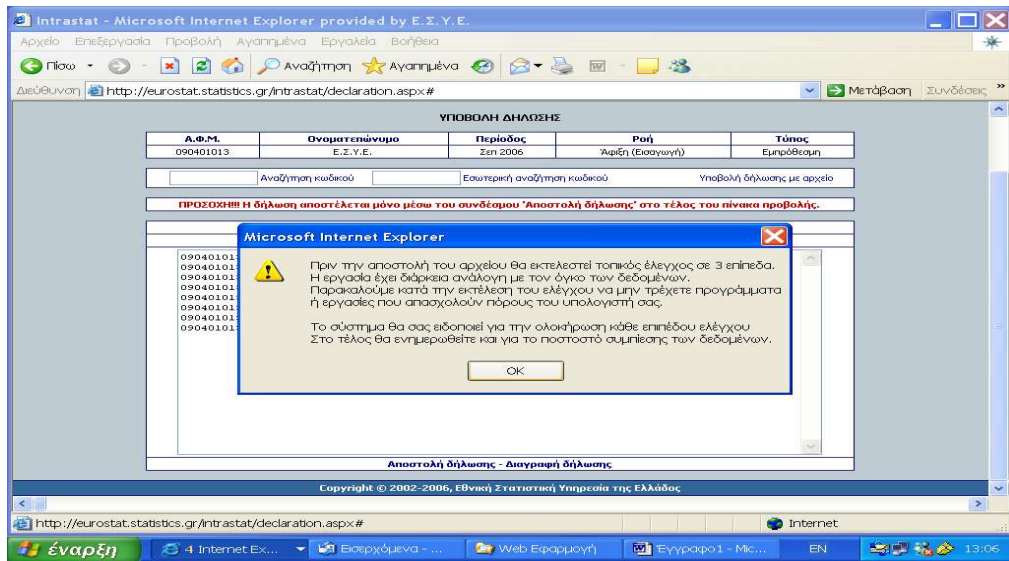 Intrastat - Microsoft Internet Explorer provided by Ε.Σ.Υ.Ε.
Αρχείο Επεξεργασία Προβολή Αγαπημένα Εργαλεία Βοήθεια
Πίσω Αναζήτηση Αγαπημένα
Διεύθυνση http://eurostat.statistics.gr/intrastat/declaration.aspx# Μετάβαση Συνδέσεις »
ΥΠΟΒΟΛΗ ΔΗΛΩΣΗΣ
Α.Φ.Μ. Ονοματεπώνυμο Περίοδος Ροή Τύπος
090401013 Ε.Σ.Υ.Ε. Σεπ 2006 Άφιξη (Εισαγωγή) Εμπρόθεσμη
Αναζήτηση κωδικού Εσωτερική αναζήτηση κωδικού Υποβολή δήλωσης με αρχείο
ΠΡΟΣΟΧΗ!!! Η δήλωση αποστέλεται μόνο μέσω του συνδέσμου 'Αποστολή δήλωσης' στο τέλος του πίνακα προβολής.
Microsoft Internet Explorer
Πριν την αποστολή του αρχείου θα εκτελεστεί τοπικός έλεγχος σε 3 επίπεδα.
Η εργασία έχει διάρκεια ανάλογη με τον όγκο των δεδομένων.
Παρακαλούμε κατά την εκτέλεση του ελέγχου να μην τρέχετε προγράμματα
ή εργασίες που απασχολούν πόρους του υπολογιστή σας.
Το σύστημα θα σας ειδοποιεί για την ολοκήρωση κάθε επιπέδου ελέγχου
Στο τέλος θα ενημερωθείτε και για το ποστοστό συμπίεσης των δεδομένων.
OK
Αποστολή δήλωσης - Διαγραφή δήλωσης
Copyright © 2002-2006, Εθνική Στατιστική Υπηρεσία της Ελλάδος
http://eurostat.statistics.gr/intrastat/declaration.aspx# Internet
έναρξη 4 Internet Ex... Εισερχόμενα - ... Web Εφαρμογή Έγγραφο1 - Mic... EN 13:06